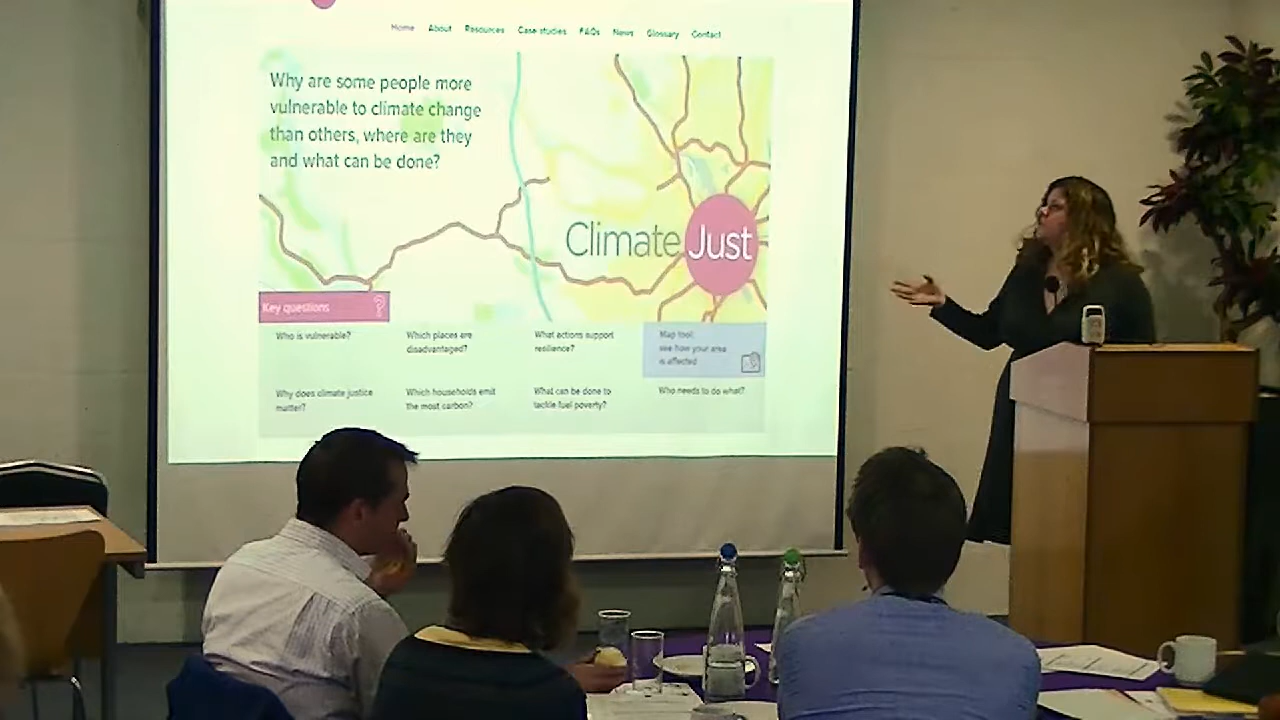 Home About Resources Case studies FAQs News Glossary Contact
Why are some people more
vulnerable to climate change
than others, where are they
and what can be done?
Climate Just
Key questions ?
Who is vulnerable?
Which places are
disadvantaged?
What actions support
resilience?
Map tool:
see how your area
is affected
Why does climate justice
matter?
Which households emit
the most carbon?
What can be done to
tackle fuel poverty?
Who needs to do what?